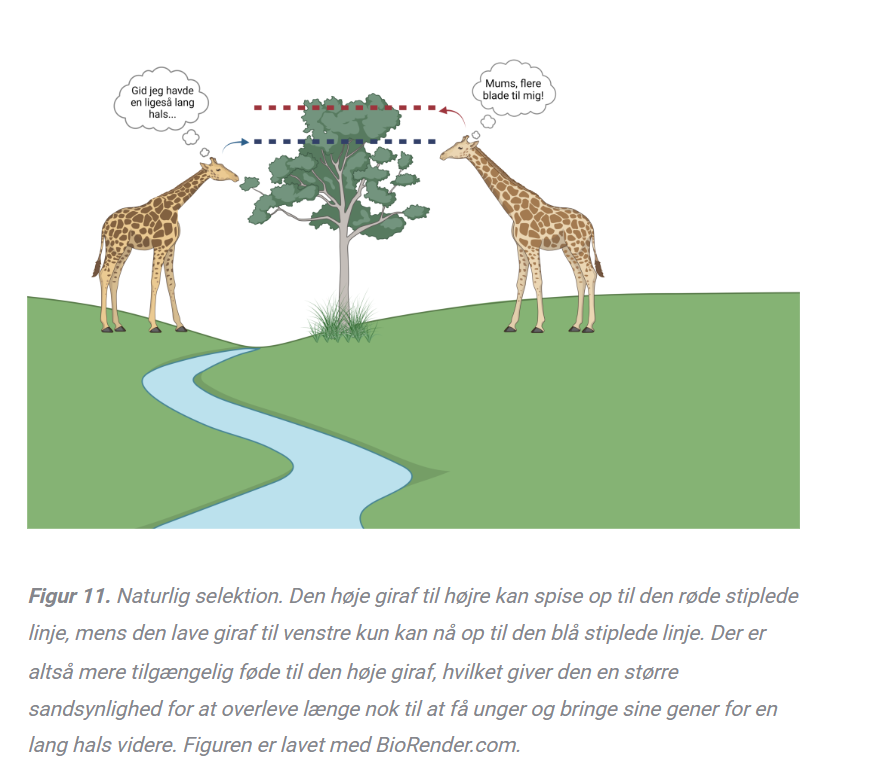 Gid jeg havde
en ligeså lang
hals...
Mums, flere
blade til mig!
Figur 11. Naturlig selektion. Den høje giraf til højre kan spise op til den røde stiplede
linje, mens den lave giraf til venstre kun kan nå op til den blå stiplede linje. Der er
altså mere tilgængelig føde til den høje giraf, hvilket giver den en større
sandsynlighed for at overleve længe nok til at få unger og bringe sine gener for en
lang hals videre. Figuren er lavet med BioRender.com.